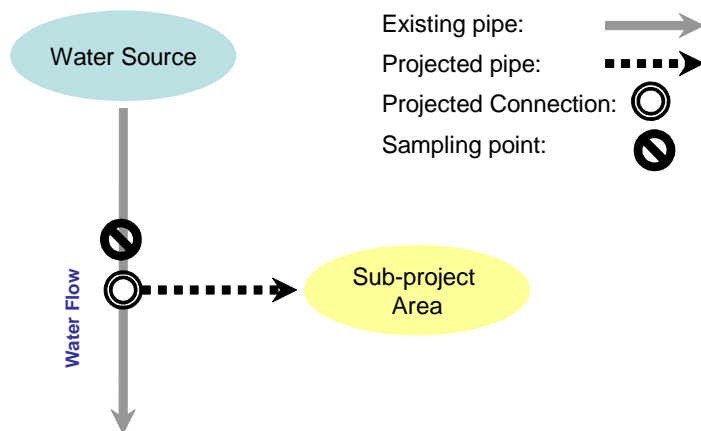 Water Source
Existing pipe:
Projected pipe:
Projected Connection:
Sampling point:
Water Flow
Sub-project
Area